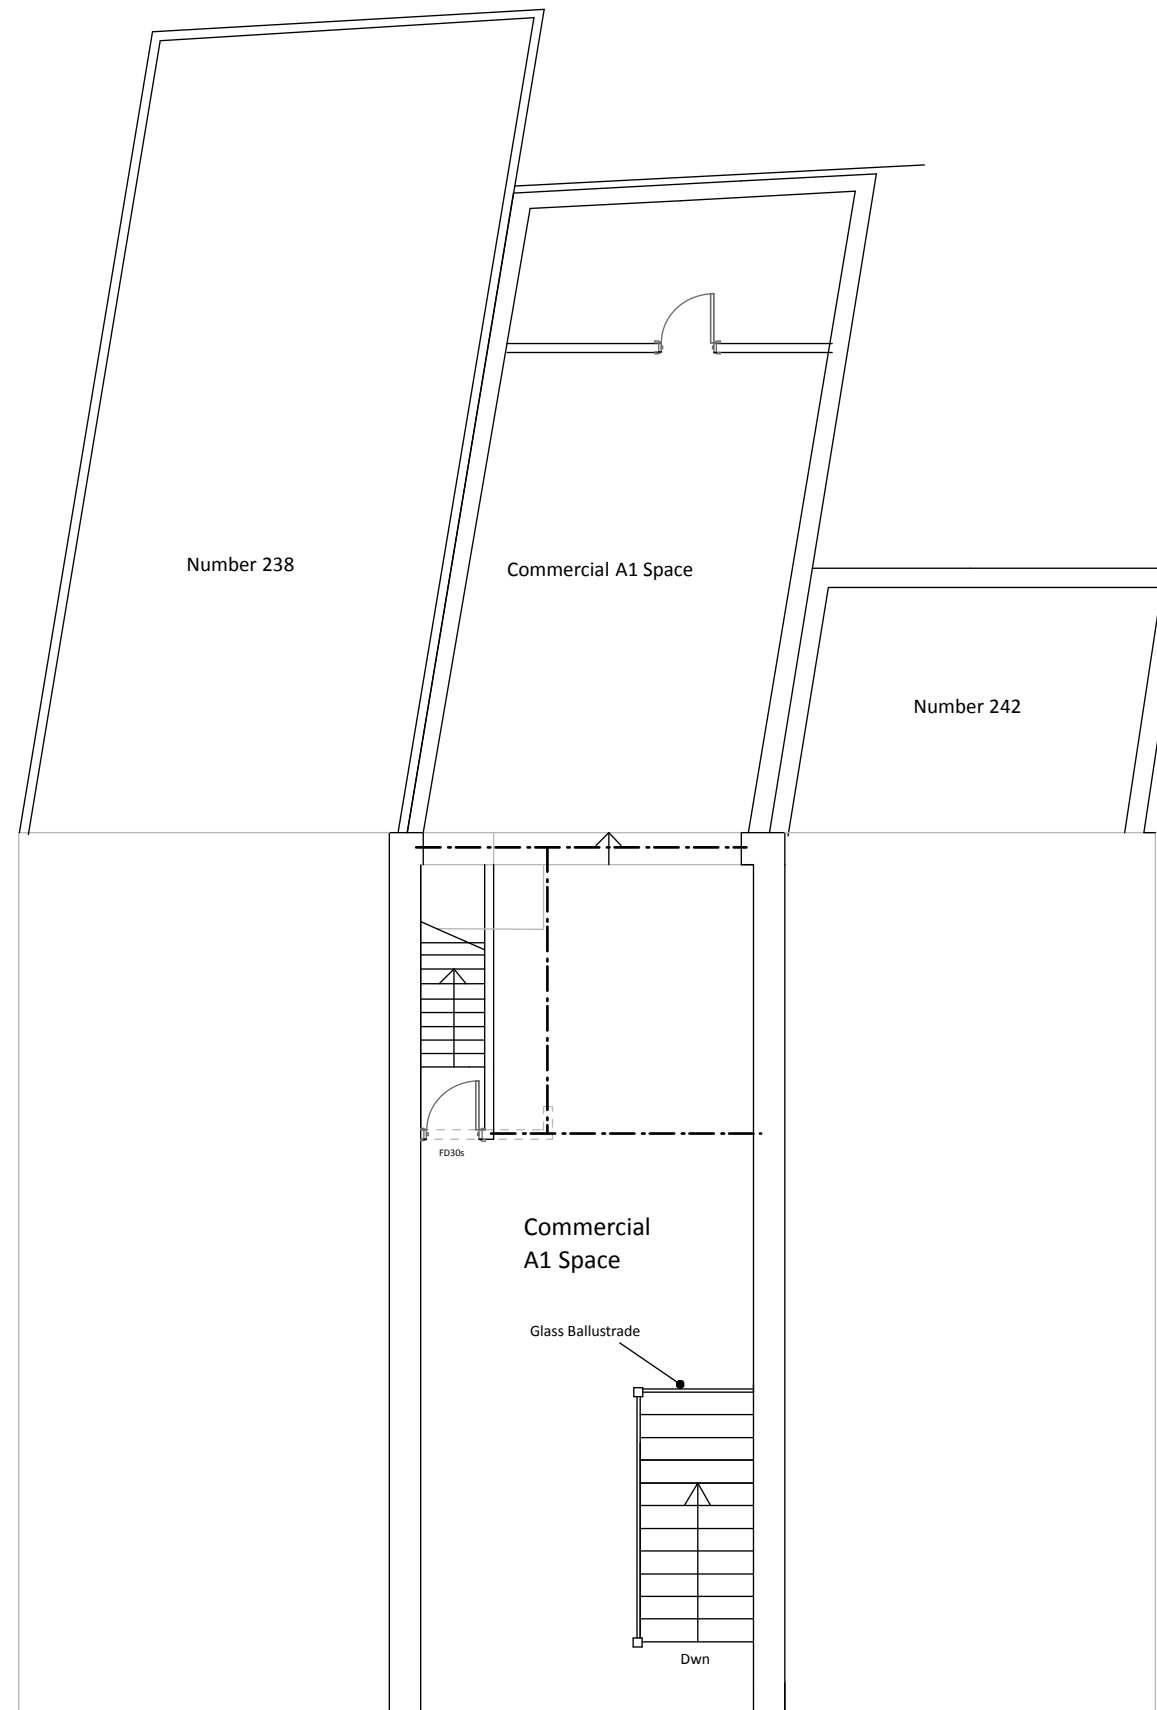 Number 238
Commercial A1 Space
Number 242
FD30s
Commercial
A1 Space
Glass Ballustrade
Dwn